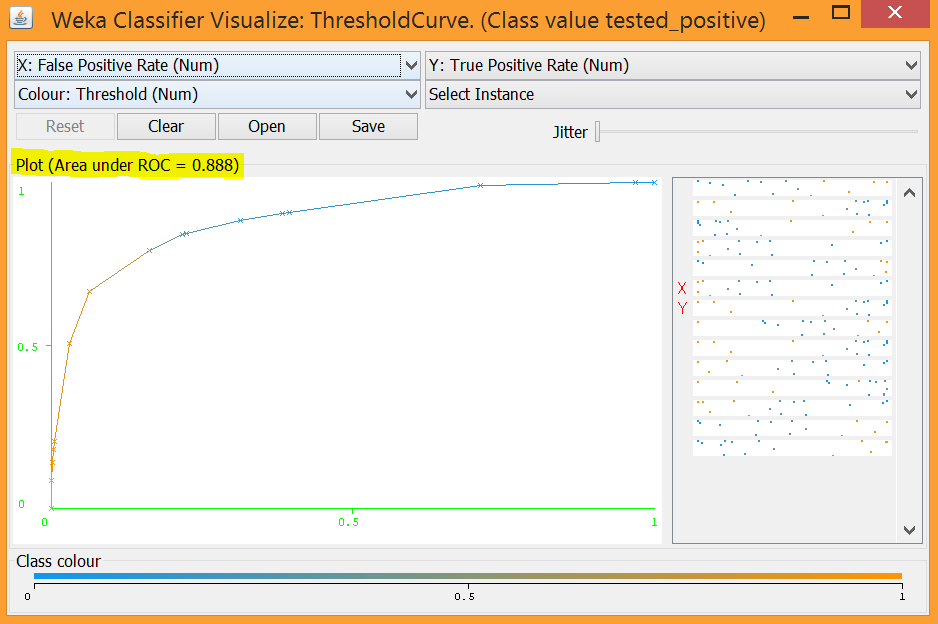 Weka Classifier Visualize: ThresholdCurve. (Class value tested_positive)
X: False Positive Rate (Num)
Y: True Positive Rate (Num)
Colour: Threshold (Num)
Select Instance
Reset
Clear
Open
Save
Jitter
Plot (Area under ROC = 0.888)
1
0.5
0
0
0.5
1
X
Y
Class colour
0
0.5
1